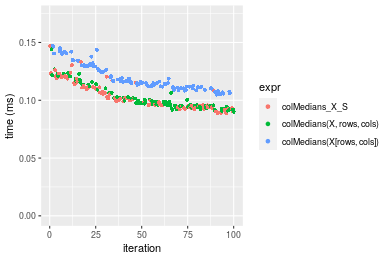 0.15
0.10
0.05
0.00
time (ms)
0
25
50
75
100
iteration
expr
colMedians_X_S
colMedians(X, rows, cols)
colMedians(X[rows, cols])